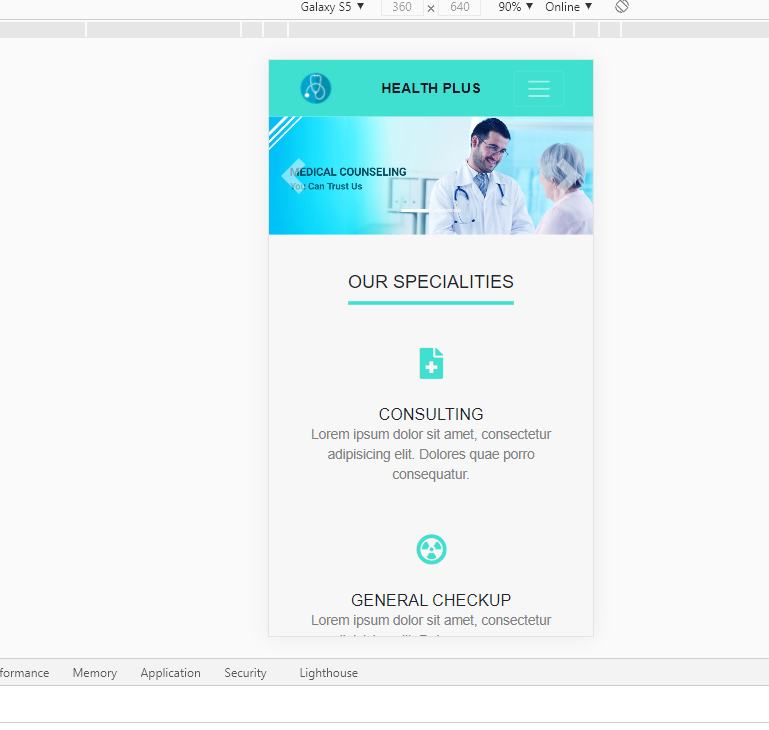 Galaxy S5 ▼ 360 × 640 90% ▼ Online ▼
HEALTH PLUS
MEDICAL COUNSELING
You Can Trust Us
OUR SPECIALITIES
CONSULTING
Lorem ipsum dolor sit amet, consectetur
adipisicing elit. Dolores quae porro
consequatur.
GENERAL CHECKUP
Lorem ipsum dolor sit amet, consectetur
formance Memory Application Security Lighthouse